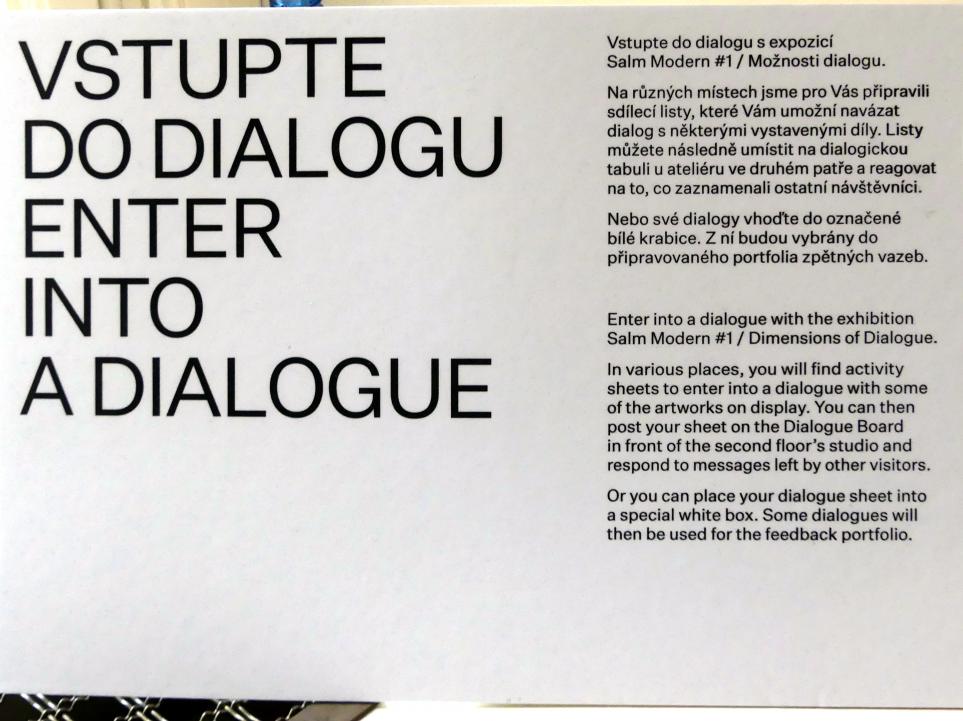 VSTUPTE
DO DIALOGU
ENTER
INTO
A DIALOGUE
Vstupte do dialogu s expozicí
Salm Modern #1 / Možnosti dialogu.
Na různých místech jsme pro Vás připravili
sdílecí listy, které Vám umožní navázat
dialog s některými vystavenými díly. Listy
můžete následně umístit na dialogickou
tabuli u ateliéru ve druhém patře a reagovat
na to, co zaznamenali ostatní návštěvníci.
Nebo své dialogy vhoďte do označené
bílé krabice. Z ní budou vybrány do
připravovaného portfolia zpětných vazeb.
Enter into a dialogue with the exhibition
Salm Modern #1 / Dimensions of Dialogue.
In various places, you will find activity
sheets to enter into a dialogue with some
of the artworks on display. You can then
post your sheet on the Dialogue Board
in front of the second floor's studio and
respond to messages left by other visitors.
Or you can place your dialogue sheet into
a special white box. Some dialogues will
then be used for the feedback portfolio.